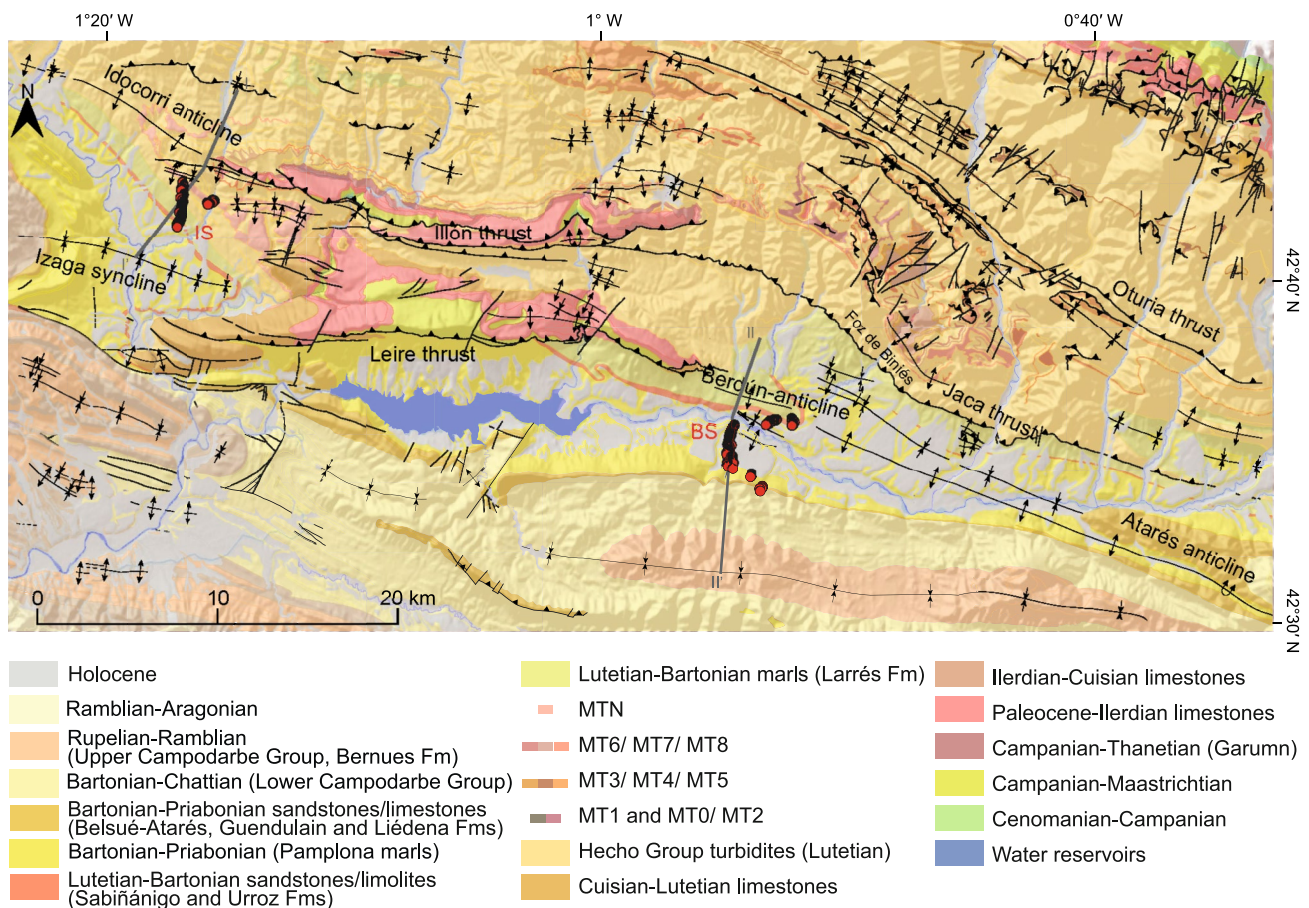 1°20' W
1° W
0°40' W
N
Idocorri anticline
IS
Izaga syncline
Illón thrust
42°40' N
Oturia thrust
Foz de Biniés
Leire thrust
II
Berdún-anticline
Jaca thrust
BS
Atarés anticline
II'
0
10
20 km
42°30' N
Holocene
Ramblian-Aragonian
Rupelian-Ramblian
(Upper Campodarbe Group, Bernues Fm)
Bartonian-Chattian (Lower Campodarbe Group)
Bartonian-Priabonian sandstones/limestones
(Belsué-Atarés, Guendulain and Liédena Fms)
Bartonian-Priabonian (Pamplona marls)
Lutetian-Bartonian sandstones/limolites
(Sabiñánigo and Urroz Fms)
Lutetian-Bartonian marls (Larrés Fm)
MTN
MT6/ MT7/ MT8
MT3/ MT4/ MT5
MT1 and MT0/ MT2
Hecho Group turbidites (Lutetian)
Cuisian-Lutetian limestones
Ilerdian-Cuisian limestones
Paleocene-Ilerdian limestones
Campanian-Thanetian (Garumn)
Campanian-Maastrichtian
Cenomanian-Campanian
Water reservoirs